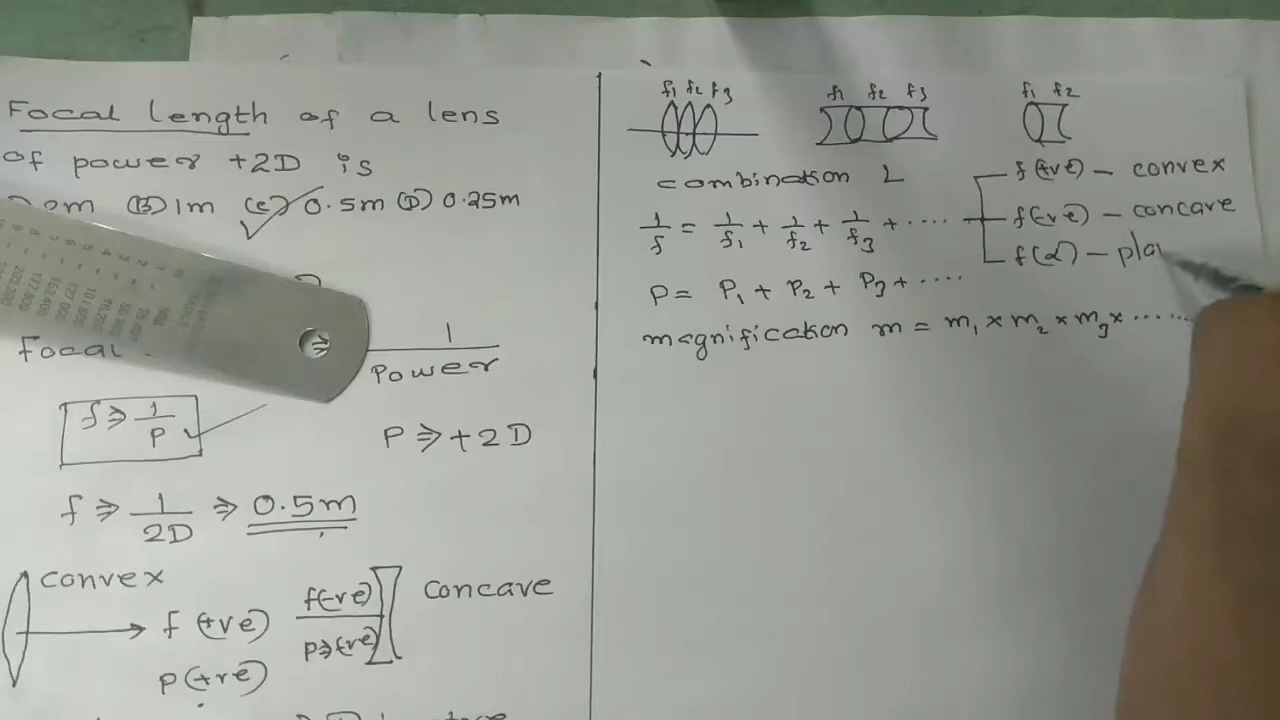 Focal length of a lens
of power +2D is
(B) 1m (c) 0.5m (D) 0.25m
Focal
1
Power
f ⇒ 1/P
P ⇒ +2D
f ⇒ 1/2D ⇒ 0.5m
convex
f (+ve)
p (+ve)
f(-ve)
p⇒(-ve)
Concave
f1 f2 f3
f1 f2 f3
f1 f2
combination L
1/f = 1/f1 + 1/f2 + 1/f3 + ....
f(+ve) - convex
f(-ve) - concave
f(∝) - pla
P = P1 + P2 + P3 + ....
magnification m = m1 × m2 × m3 × ......